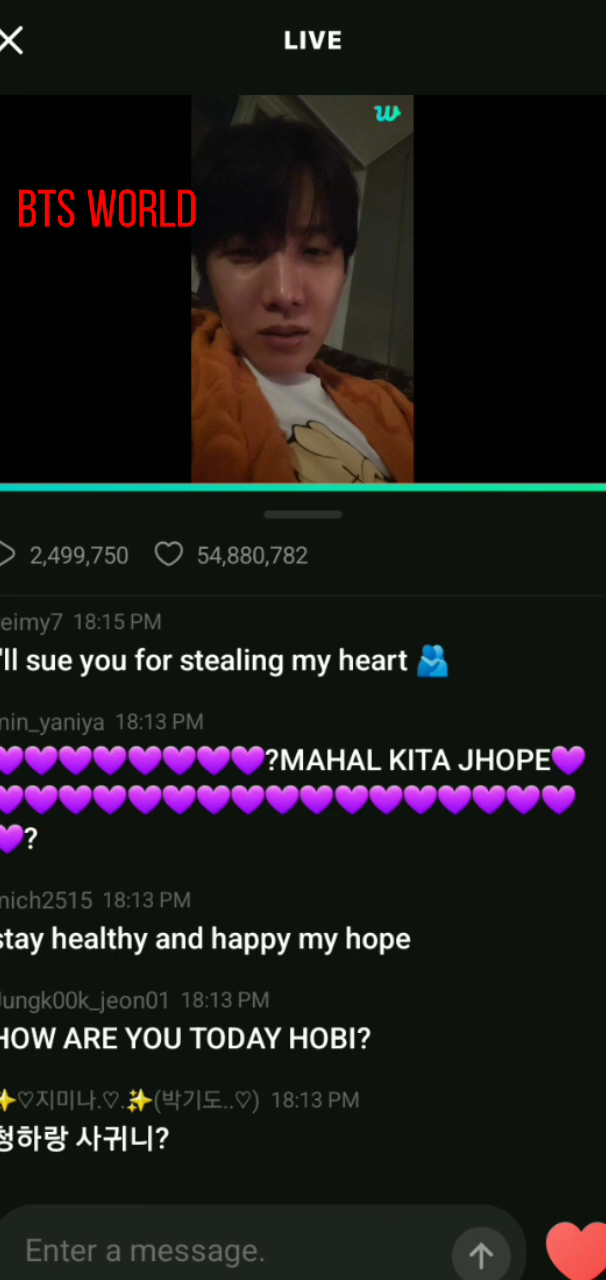 LIVE
w
BTS WORLD
2,499,750 54,880,782
eimy7 18:15 PM
'll sue you for stealing my heart 🫂
min_yaniya 18:13 PM
💜💜💜💜💜💜💜💜?MAHAL KITA JHOPE💜
💜💜💜💜💜💜💜💜💜💜💜💜💜💜💜💜💜
💜?
mich2515 18:13 PM
stay healthy and happy my hope
Jungk00k_jeon01 18:13 PM
HOW ARE YOU TODAY HOBI?
✨♡지미나.♡.✨(박기도..♡) 18:13 PM
청하랑 사귀니?
Enter a message.